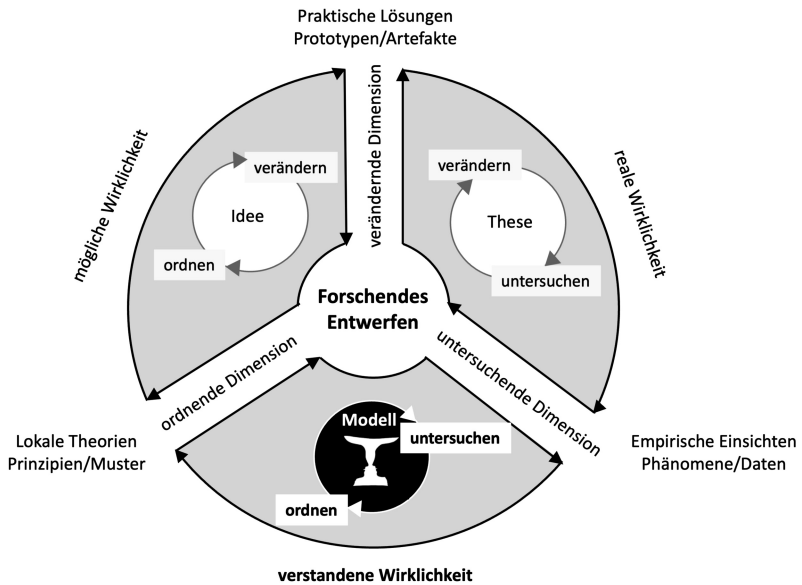 Praktische Lösungen
Prototypen/Artefakte
mögliche Wirklichkeit
verändernde Dimension
reale Wirklichkeit
verändern
Idee
ordnen
verändern
These
untersuchen
Forschendes
Entwerfen
ordnende Dimension
untersuchende Dimension
Lokale Theorien
Prinzipien/Muster
Modell
untersuchen
ordnen
Empirische Einsichten
Phänomene/Daten
verstandene Wirklichkeit